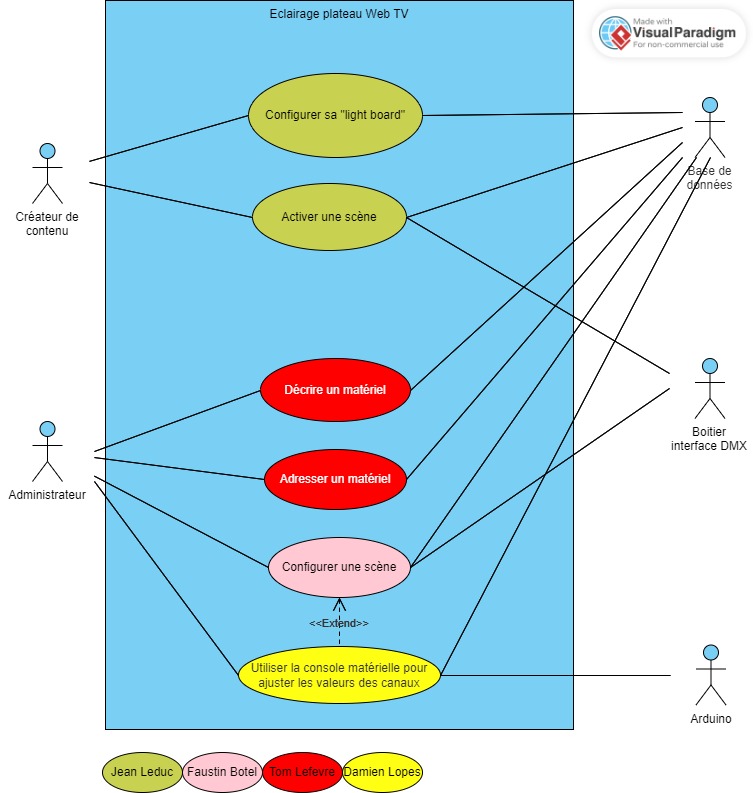 Eclairage plateau Web TV
Made with
VisualParadigm
For non-commercial use
Configurer sa "light board"
Créateur de
contenu
Base de
données
Activer une scène
Décrire un matériel
Boitier
interface DMX
Administrateur
Adresser un matériel
Configurer une scène
<<Extend>>
Utiliser la console matérielle pour
ajuster les valeurs des canaux
Arduino
Jean Leduc
Faustin Botel
Tom Lefevre
Damien Lopes